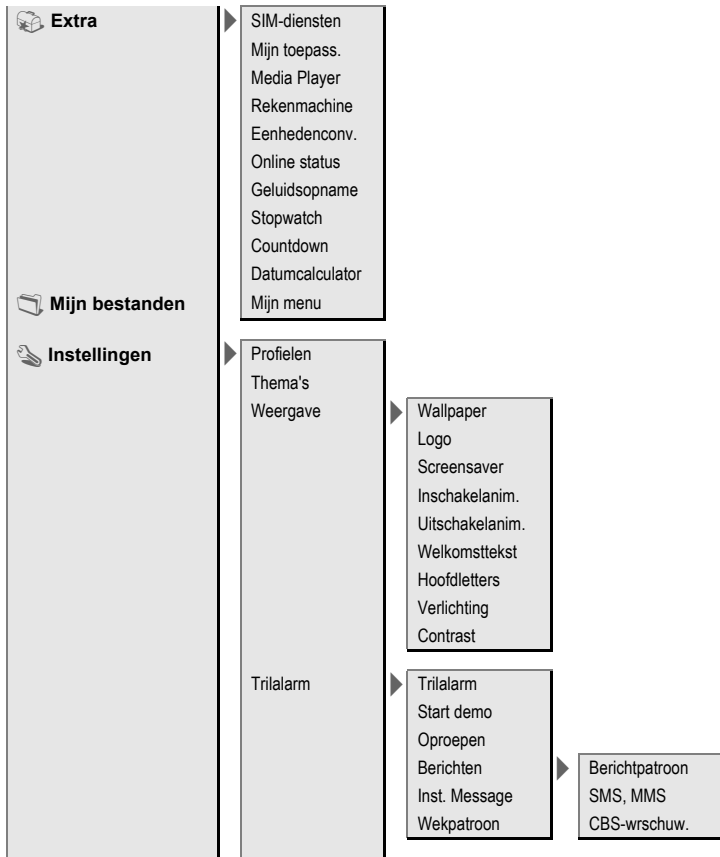 Extra
SIM-diensten
Mijn toepass.
Media Player
Rekenmachine
Eenhedenconv.
Online status
Geluidsopname
Stopwatch
Countdown
Datumcalculator
Mijn bestanden
Mijn menu
Instellingen
Profielen
Thema's
Weergave
Wallpaper
Logo
Screensaver
Inschakelanim.
Uitschakelanim.
Welkomsttekst
Hoofdletters
Verlichting
Contrast
Trilalarm
Trilalarm
Start demo
Oproepen
Berichten
Berichtpatroon
Inst. Message
SMS, MMS
Wekpatroon
CBS-wrschuw.